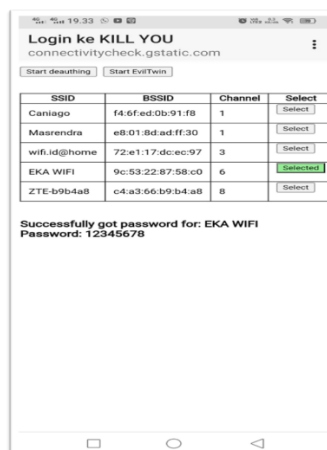 19.33
Login ke KILL YOU
connectivitycheck.gstatic.com
Start deauthing Start EvilTwin
SSID BSSID Channel Select
Caniago f4:6f:ed:0b:91:f8 1 Select
Masrendra e8:01:8d:ad:ff:30 1 Select
wifi.id@home 72:e1:17:dc:ec:97 3 Select
EKA WIFI 9c:53:22:87:58:c0 6 Selected
ZTE-b9b4a8 c4:a3:66:b9:b4:a8 8 Select
Successfully got password for: EKA WIFI
Password: 12345678